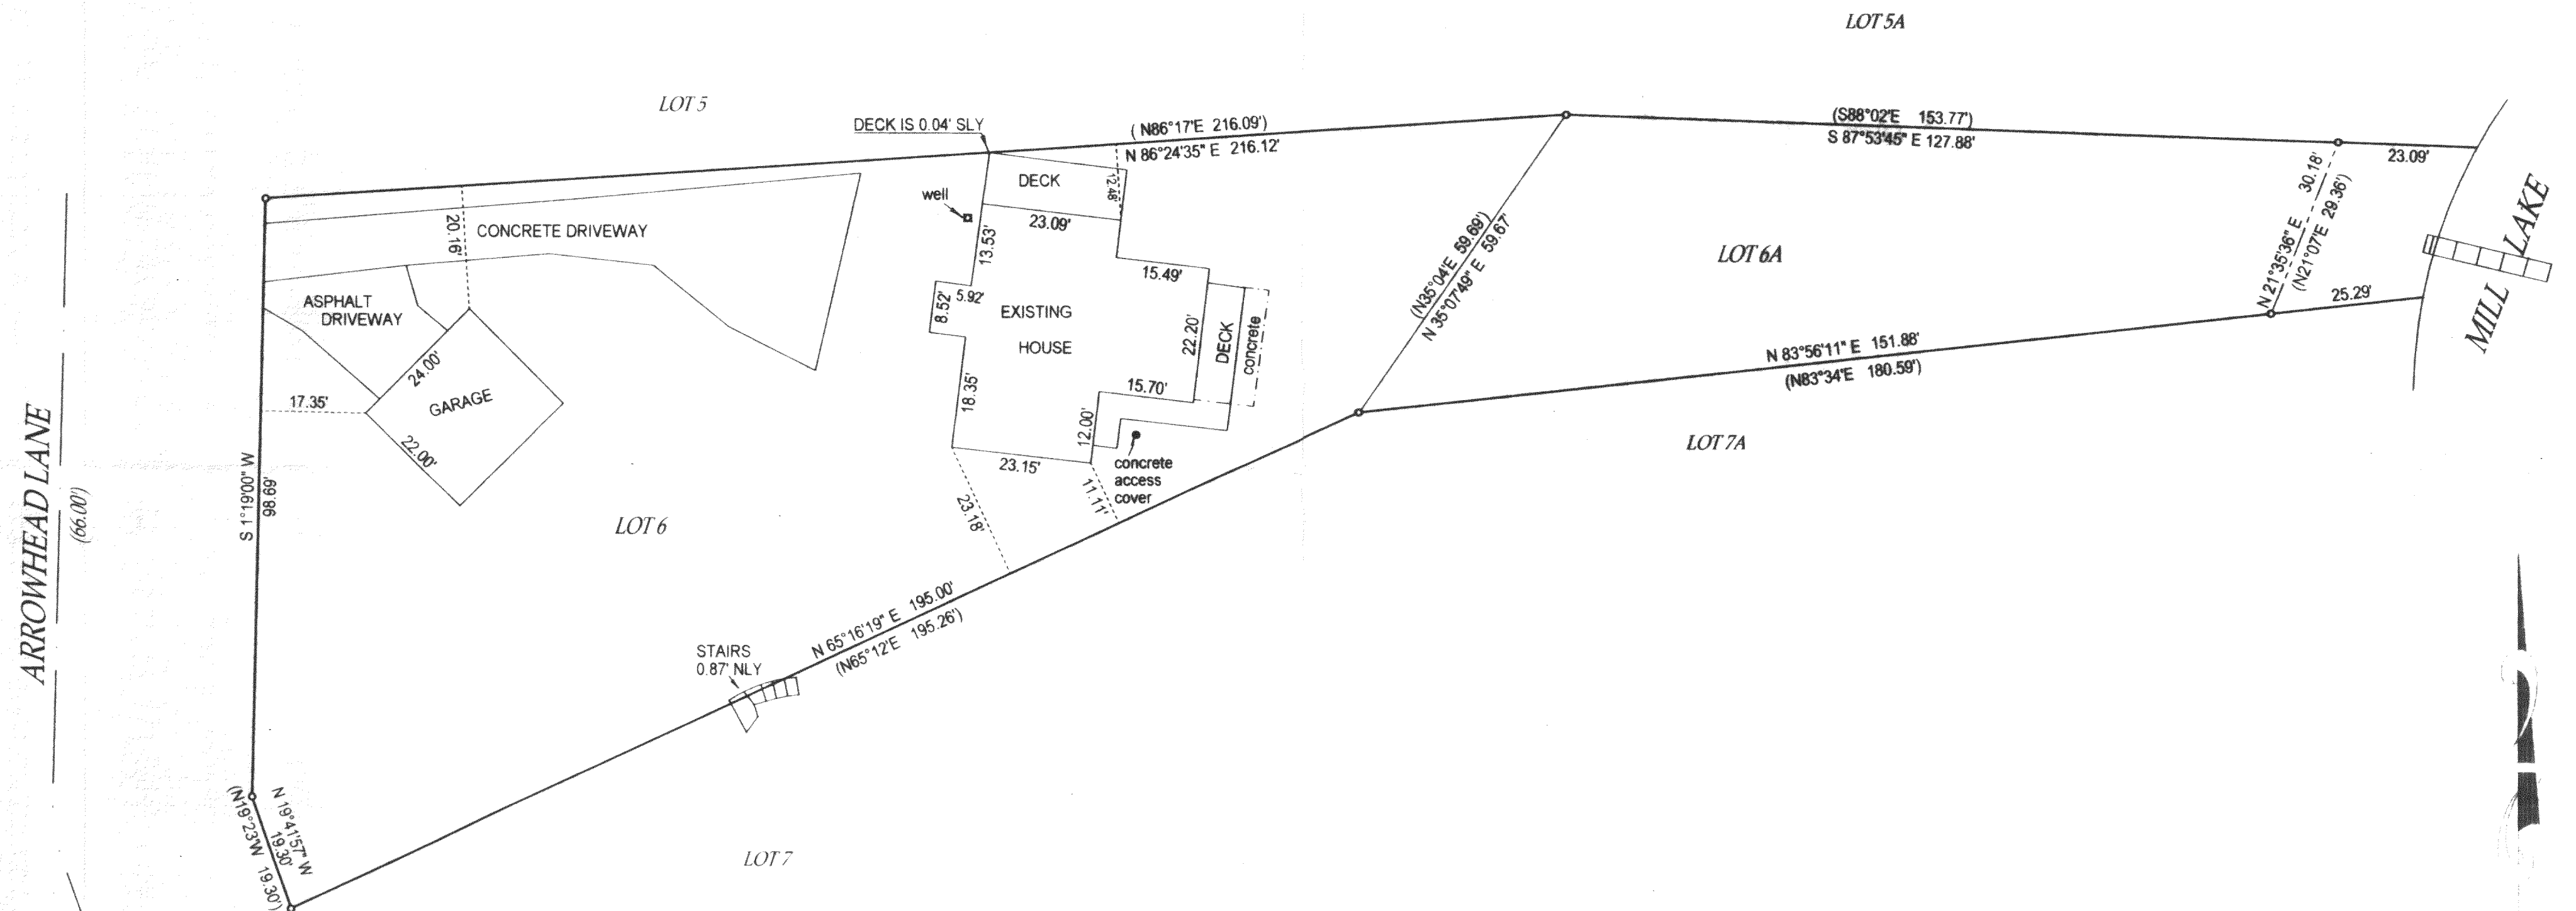 LOT 5A
LOT 5
DECK IS 0.04' SLY
( N86°17'E 216.09')
N 86°24'35" E 216.12'
(S88°02'E 153.77')
S 87°53'45" E 127.88'
23.09'
DECK
12.48'
well
23.09'
13.53'
20.16'
CONCRETE DRIVEWAY
ASPHALT
DRIVEWAY
24.00'
GARAGE
22.00'
17.35'
5.92'
8.52'
EXISTING
HOUSE
15.49'
22.20'
DECK
concrete
15.70'
18.35'
12.00'
23.15'
concrete
access
cover
11.11'
23.18'
(N35°04'E 59.69')
N 35°07'49" E 59.67'
LOT 6A
N 21°35'36" E 30.18'
(N21°07'E 29.36')
25.29'
MILL LAKE
N 83°56'11" E 151.88'
(N83°34'E 180.59')
LOT 7A
ARROWHEAD LANE
(66.00')
S 1°19'00" W
98.69'
LOT 6
N 65°16'19" E 195.00'
(N65°12'E 195.26')
STAIRS
0.87' NLY
N 19°41'57" W
19.30'
(N19°23'W 19.30')
LOT 7